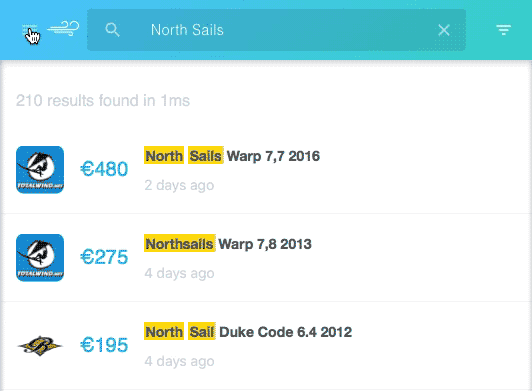 North Sails
210 results found in 1ms
North Sails Warp 7,7 2016
€480
2 days ago
TOTALWIND.NET
Northsails Warp 7,8 2013
€275
4 days ago
TOTALWIND.NET
North Sail Duke Code 6.4 2012
€195
4 days ago